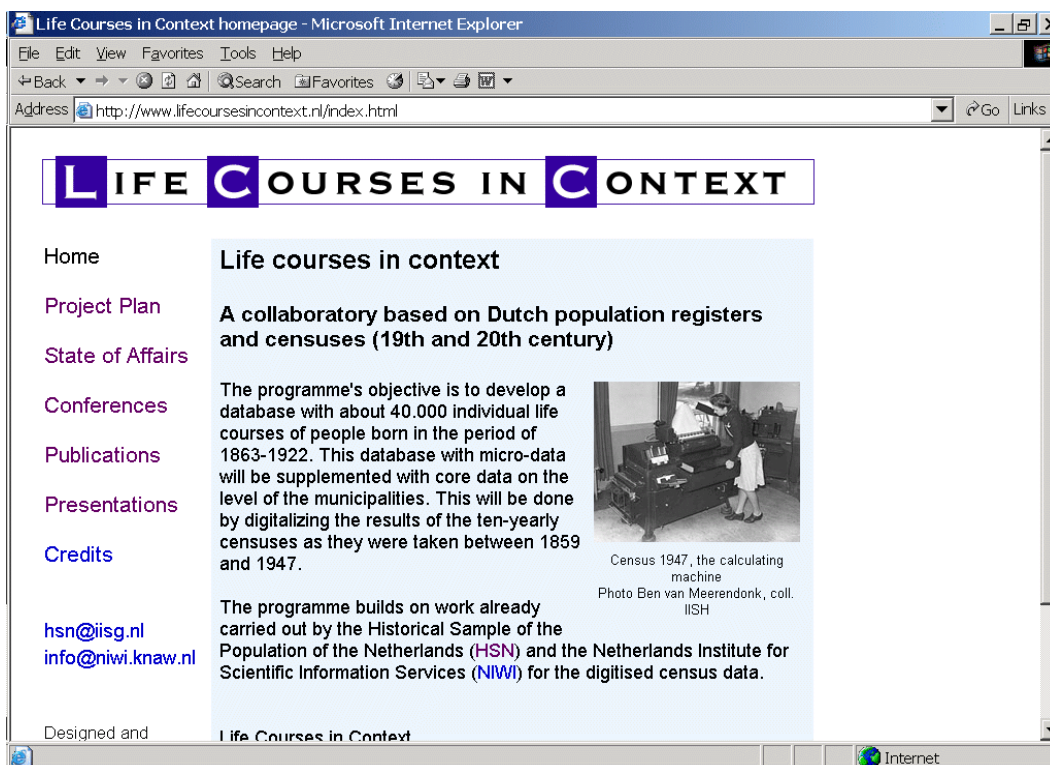 Life Courses in Context homepage - Microsoft Internet Explorer
File Edit View Favorites Tools Help
Back Search Favorites
Address http://www.lifecoursesincontext.nl/index.html Go Links
LIFE COURSES IN CONTEXT
Home
Project Plan
State of Affairs
Conferences
Publications
Presentations
Credits
hsn@iisg.nl
info@niwi.knaw.nl
Designed and
Life courses in context
A collaboratory based on Dutch population registers
and censuses (19th and 20th century)
The programme's objective is to develop a
database with about 40.000 individual life
courses of people born in the period of
1863-1922. This database with micro-data
will be supplemented with core data on the
level of the municipalities. This will be done
by digitalizing the results of the ten-yearly
censuses as they were taken between 1859
and 1947.
Census 1947, the calculating
machine
Photo Ben van Meerendonk, coll.
IISH
The programme builds on work already
carried out by the Historical Sample of the
Population of the Netherlands (HSN) and the Netherlands Institute for
Scientific Information Services (NIWI) for the digitised census data.
Life Courses in Context
Internet